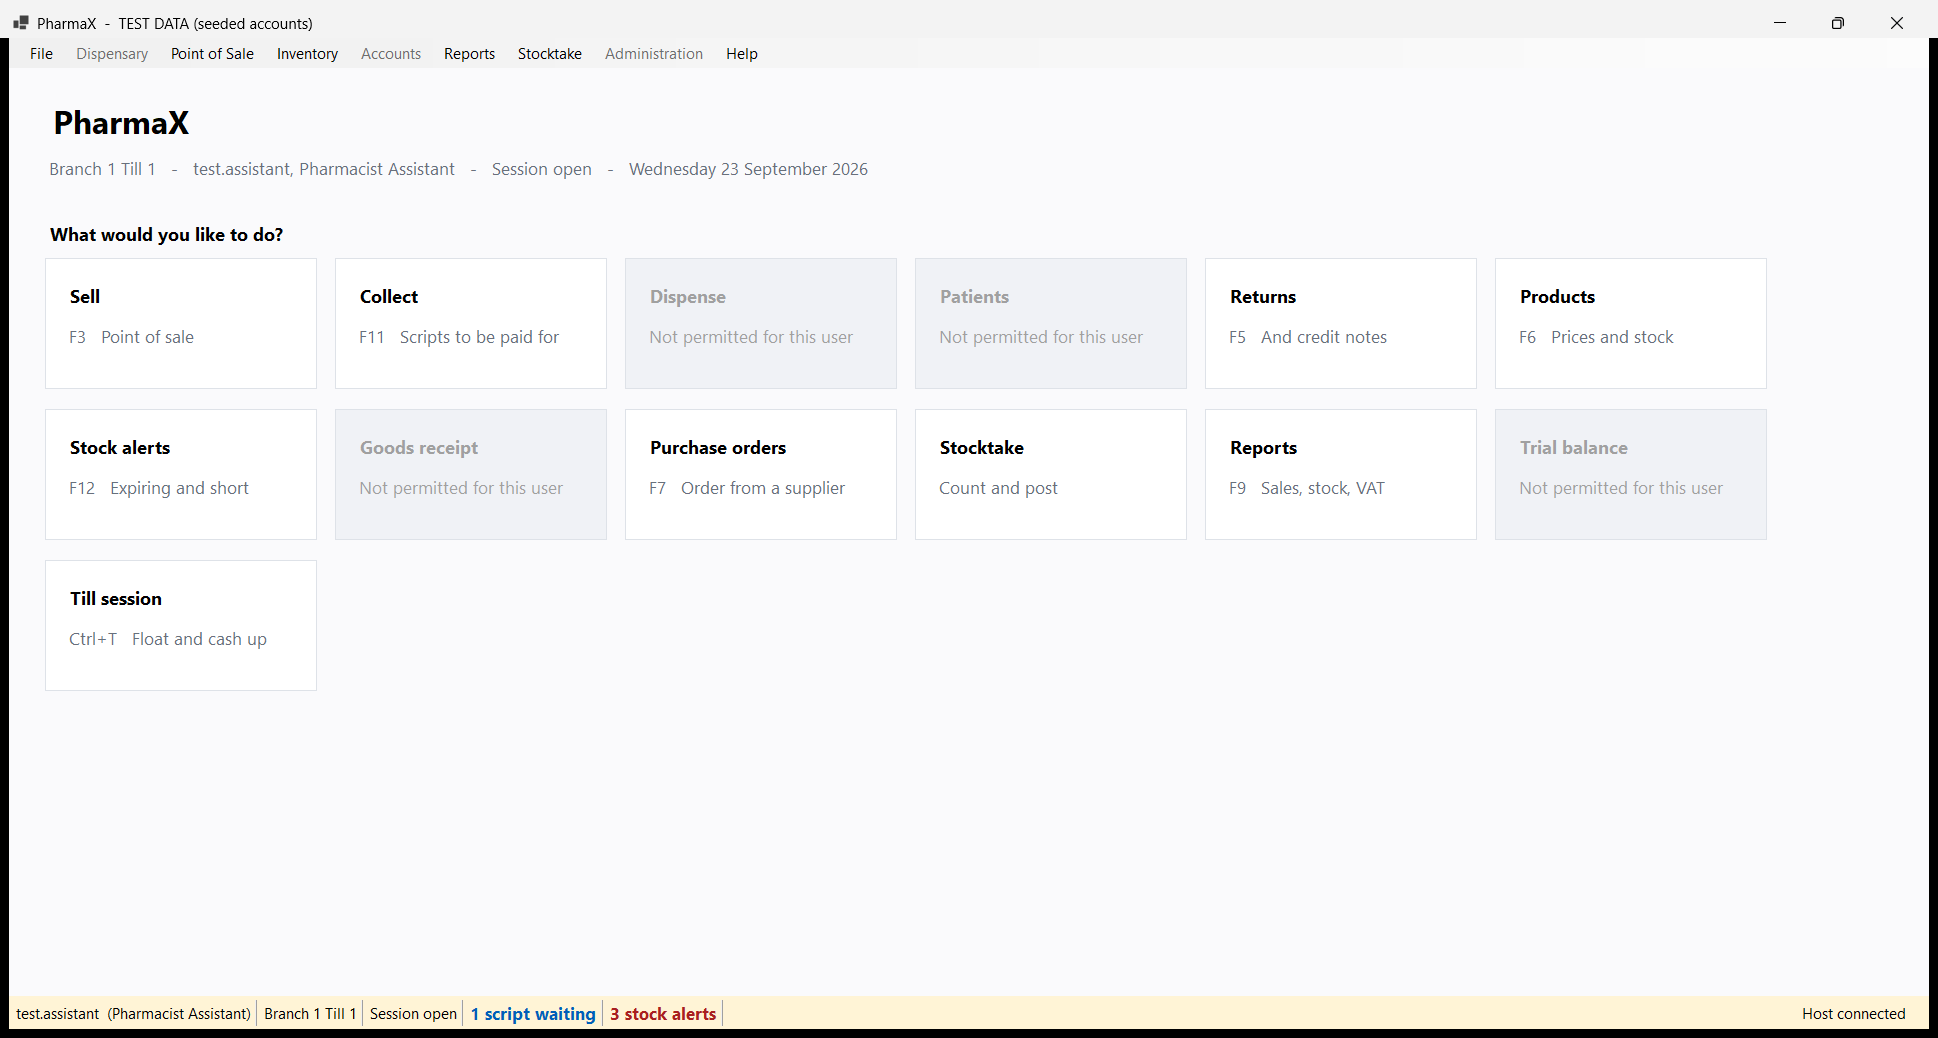 PharmaX - TEST DATA (seeded accounts)
File Dispensary Point of Sale Inventory Accounts Reports Stocktake Administration Help
PharmaX
Branch 1 Till 1 - test.assistant, Pharmacist Assistant - Session open - Wednesday 23 September 2026
What would you like to do?
Sell Collect Dispense Patients Returns Products
F3 Point of sale F11 Scripts to be paid for Not permitted for this user Not permitted for this user F5 And credit notes F6 Prices and stock
Stock alerts Goods receipt Purchase orders Stocktake Reports Trial balance
F12 Expiring and short Not permitted for this user F7 Order from a supplier Count and post F9 Sales, stock, VAT Not permitted for this user
Till session
Ctrl+T Float and cash up
test.assistant (Pharmacist Assistant) Branch 1 Till 1 Session open 1 script waiting 3 stock alerts Host connected